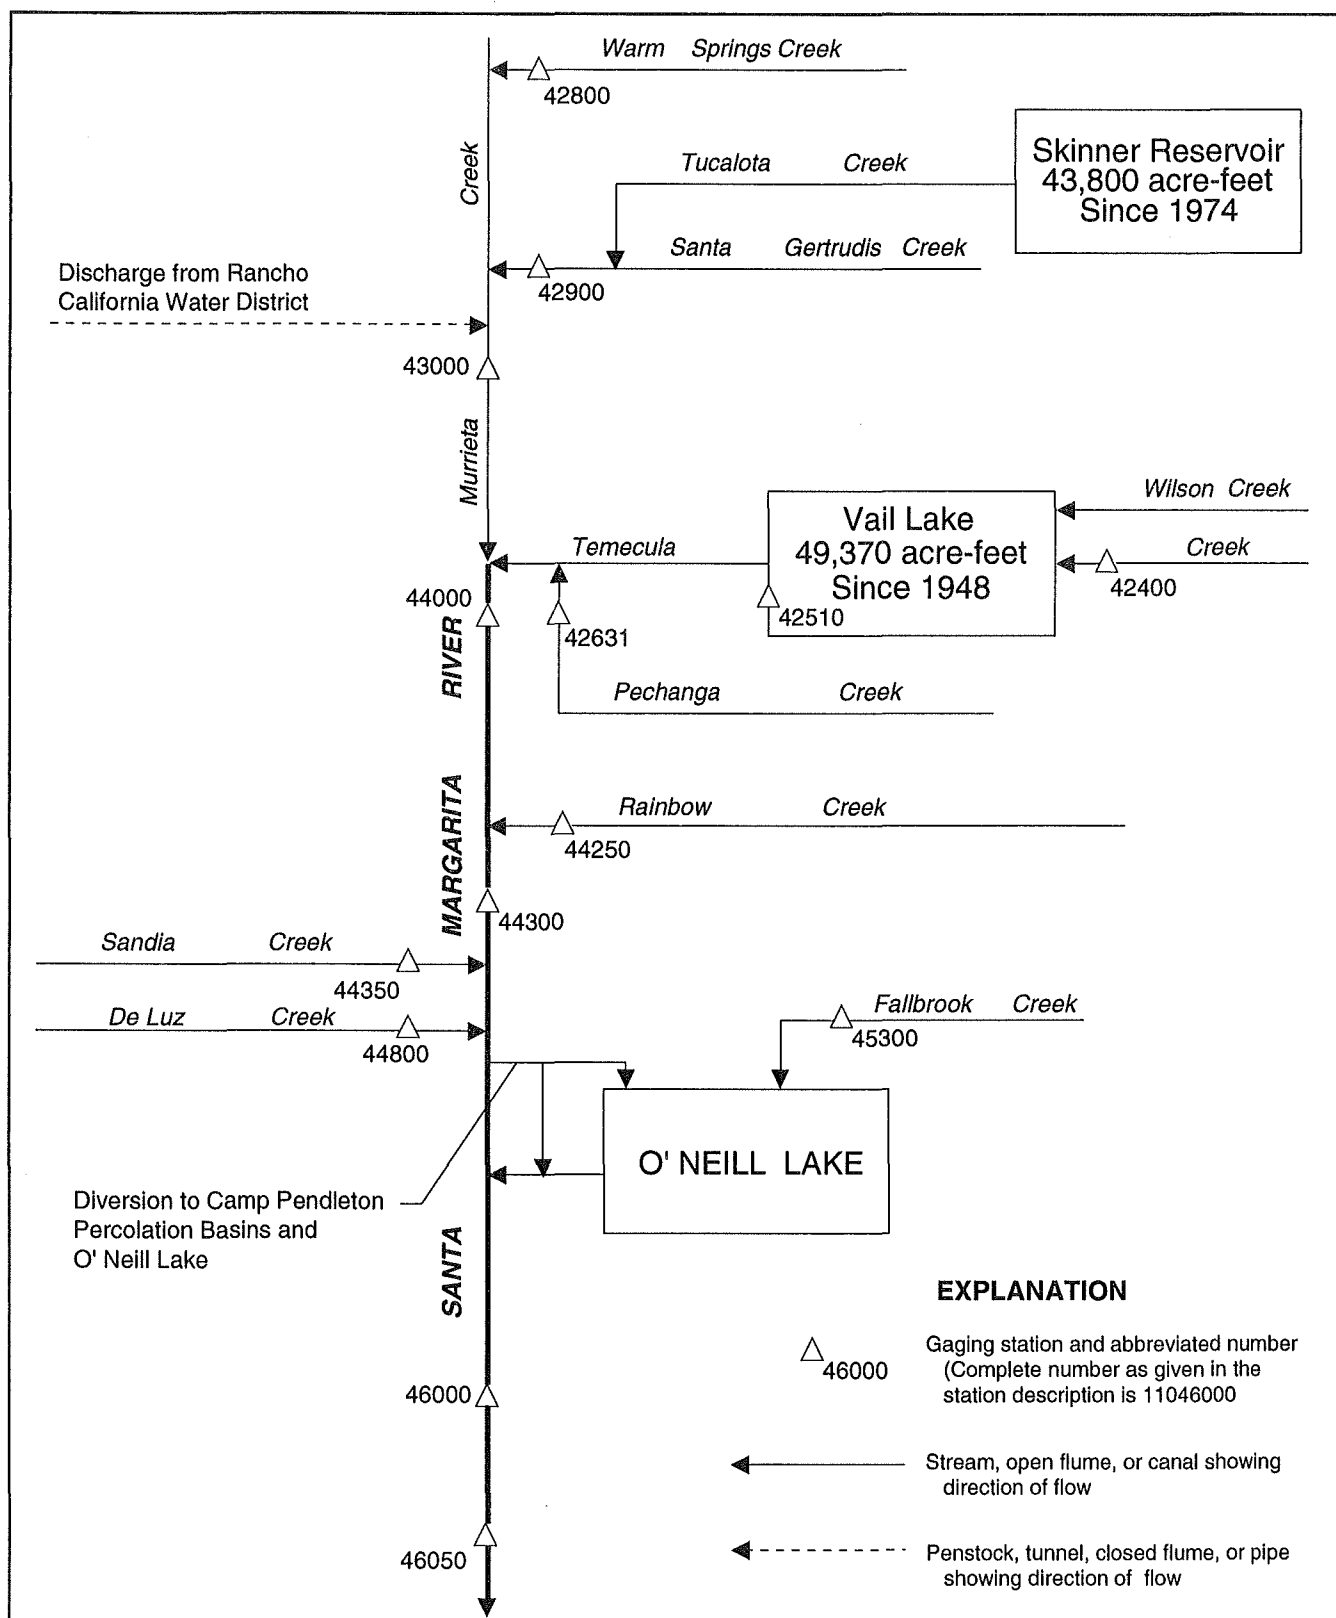 Warm Springs Creek
42800
Creek
Skinner Reservoir
43,800 acre-feet
Since 1974
Tucalota Creek
Santa Gertrudis Creek
42900
Discharge from Rancho
California Water District
43000
Murrieta
Wilson Creek
Vail Lake
49,370 acre-feet
Since 1948
Temecula
Creek
42400
42510
44000
42631
RIVER
Pechanga Creek
MARGARITA
Rainbow Creek
44250
44300
Sandia Creek
44350
De Luz Creek
44800
Fallbrook Creek
45300
O' NEILL LAKE
Diversion to Camp Pendleton
Percolation Basins and
O' Neill Lake
SANTA
EXPLANATION
46000
Gaging station and abbreviated number
(Complete number as given in the
station description is 11046000
46000
Stream, open flume, or canal showing
direction of flow
46050
Penstock, tunnel, closed flume, or pipe
showing direction of flow